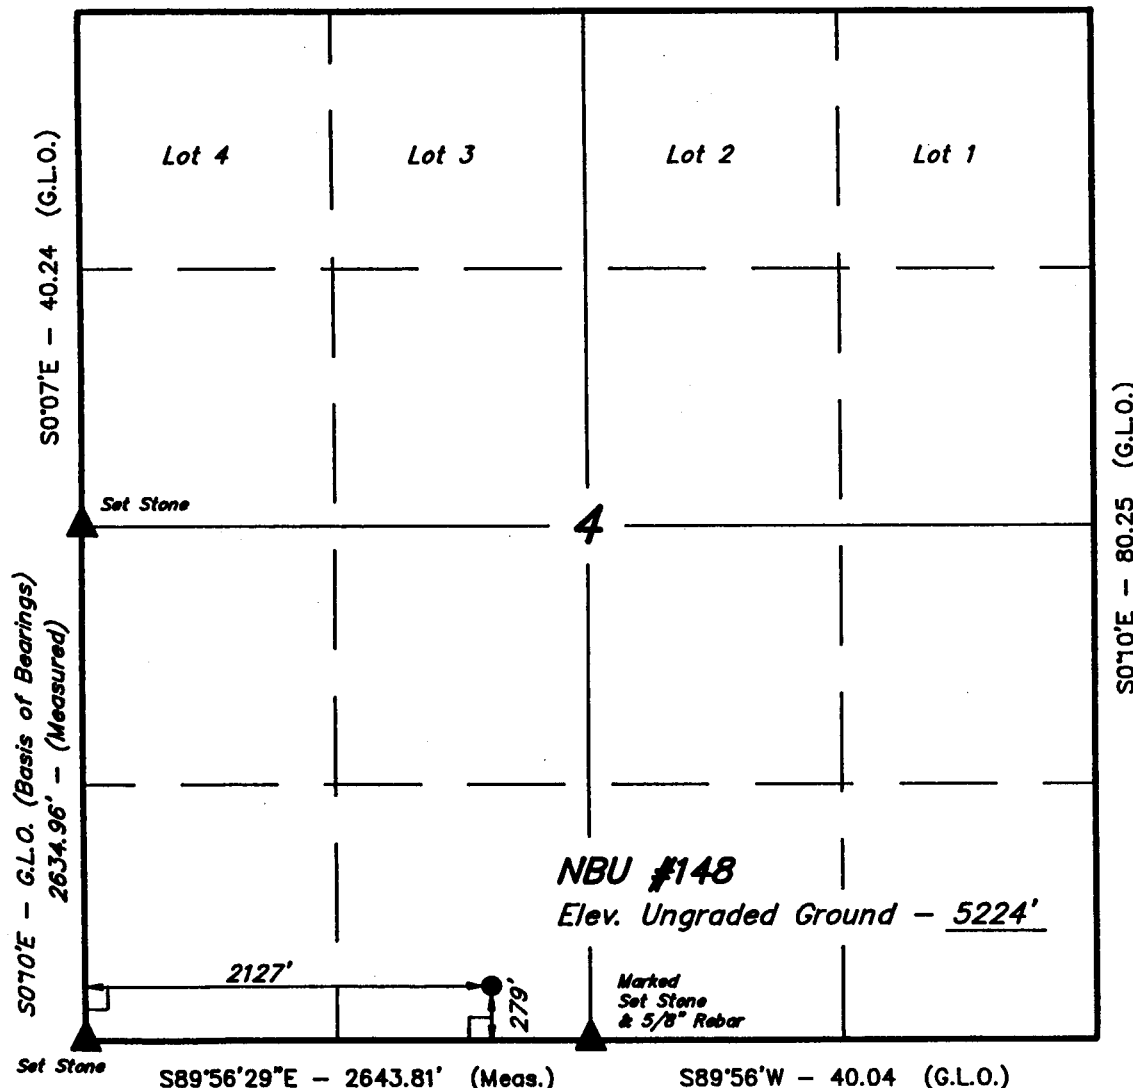 Lot 4
Lot 3
Lot 2
Lot 1
S0°07'E - 40.24 (G.L.O.)
Set Stone
4
S0°10'E - 80.25 (G.L.O.)
S0°10'E - G.L.O. (Basis of Bearings)
2634.96' - (Measured)
NBU #148
Elev. Ungraded Ground - 5224'
2127'
279'
Marked
Set Stone
& 5/8" Rebar
Set Stone
S89°56'29"E - 2643.81' (Meas.)
S89°56'W - 40.04 (G.L.O.)